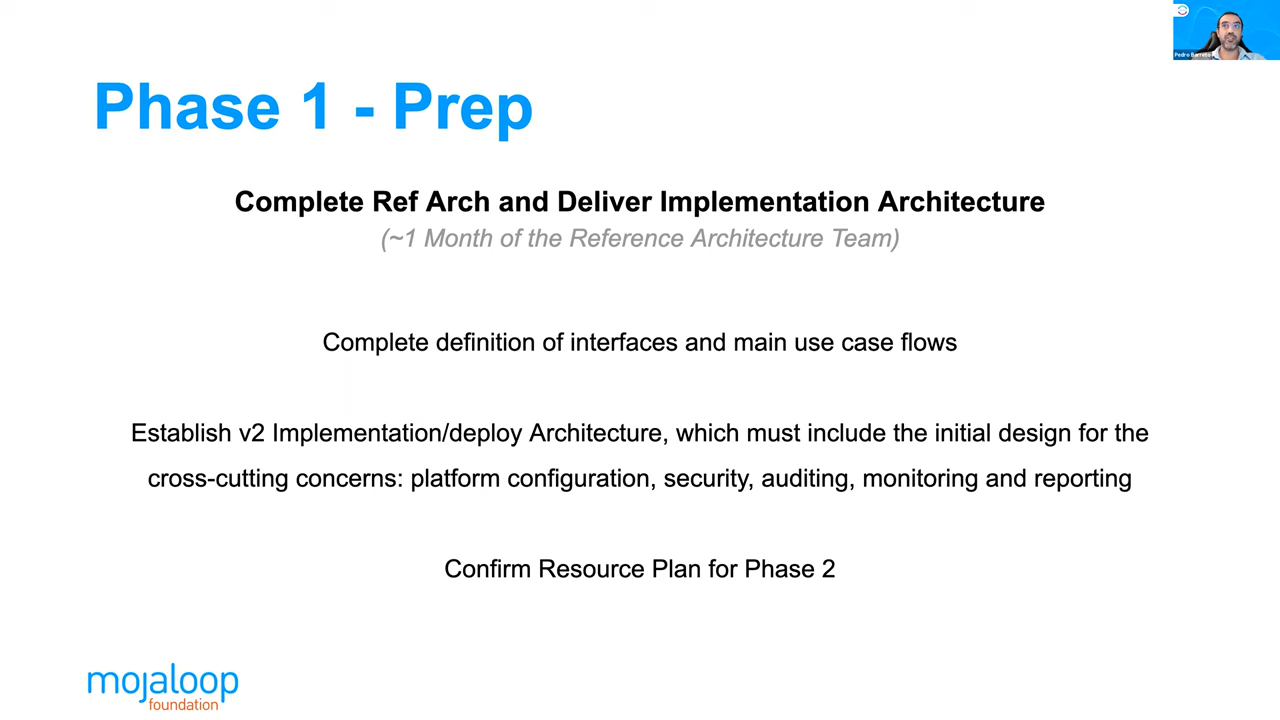 Pedro Barreto
Phase 1 - Prep
Complete Ref Arch and Deliver Implementation Architecture
(~1 Month of the Reference Architecture Team)
Complete definition of interfaces and main use case flows
Establish v2 Implementation/deploy Architecture, which must include the initial design for the
cross-cutting concerns: platform configuration, security, auditing, monitoring and reporting
Confirm Resource Plan for Phase 2
mojaloop
foundation